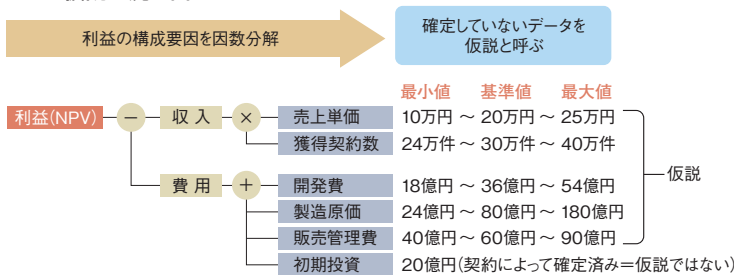 利益の構成要因を因数分解
確定していないデータを
仮説と呼ぶ
最小値 基準値 最大値
利益(NPV) − 収入 × 売上単価 10万円 ～ 20万円 ～ 25万円
獲得契約数 24万件 ～ 30万件 ～ 40万件
仮説
費用 + 開発費 18億円 ～ 36億円 ～ 54億円
製造原価 24億円 ～ 80億円 ～ 180億円
販売管理費 40億円 ～ 60億円 ～ 90億円
初期投資 20億円(契約によって確定済み＝仮説ではない)